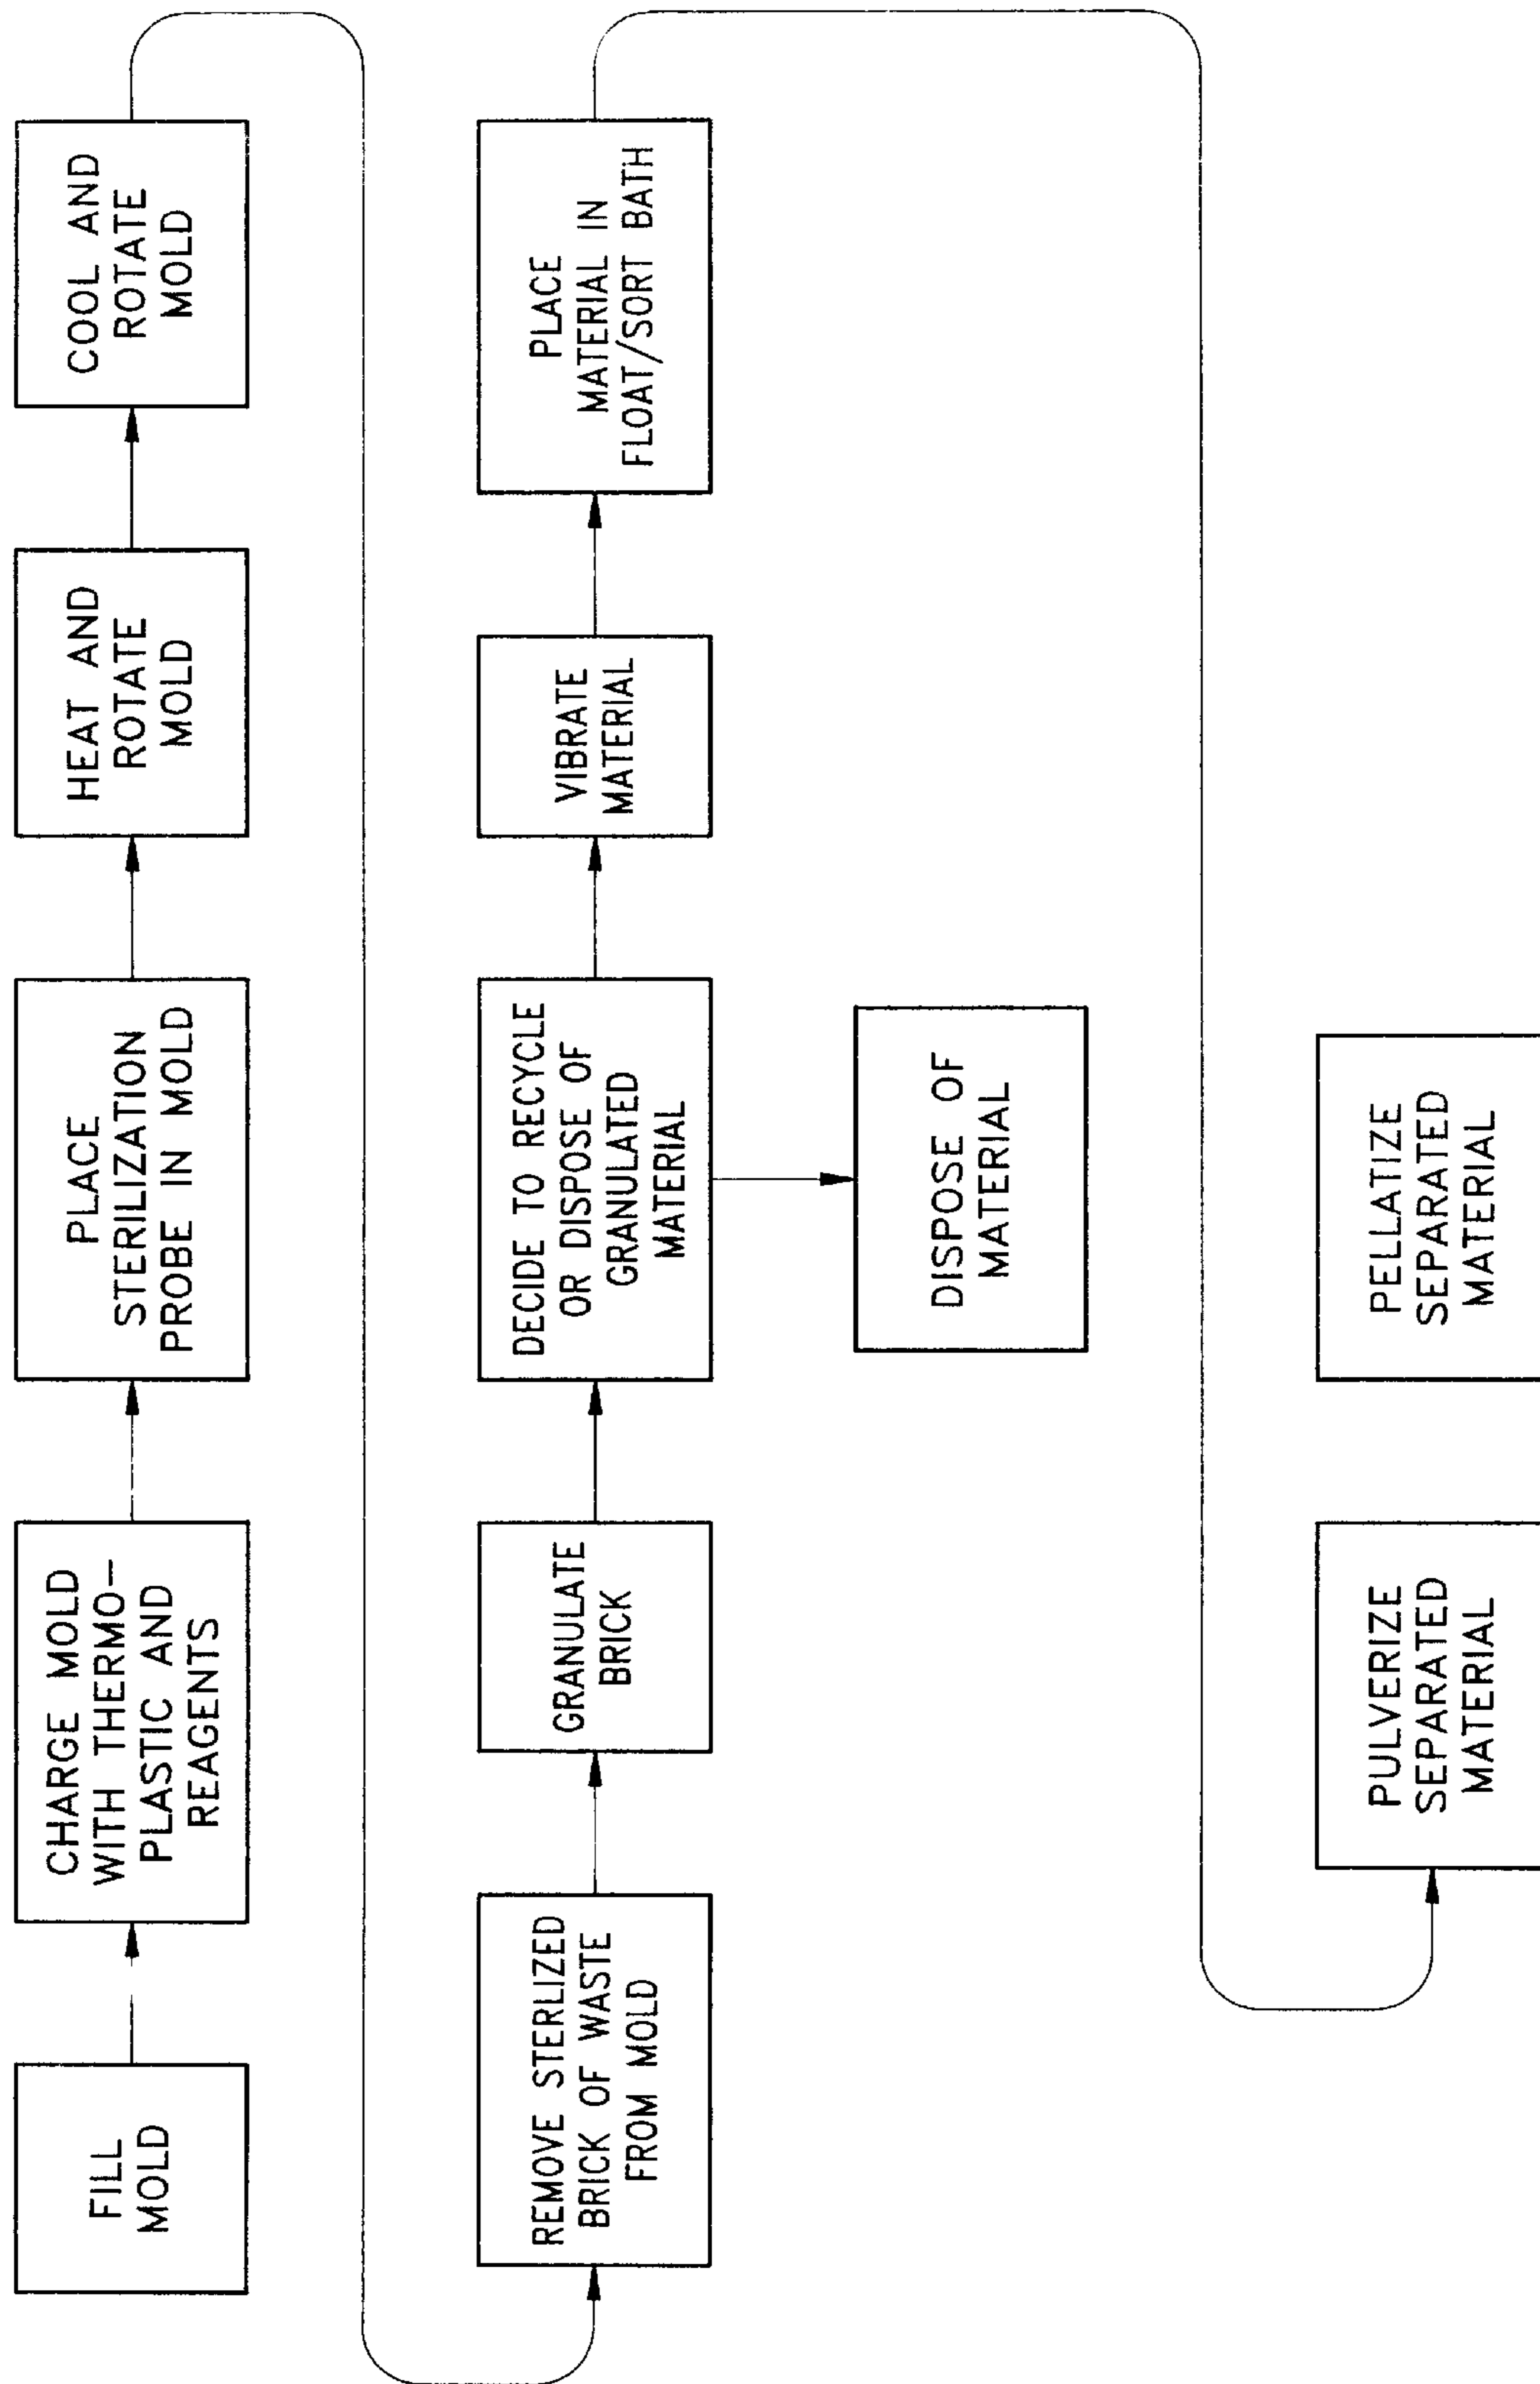 FILL
MOLD
CHARGE MOLD
WITH THERMO-
PLASTIC AND
REAGENTS
PLACE
STERILIZATION
PROBE IN MOLD
HEAT AND
ROTATE
MOLD
COOL AND
ROTATE
MOLD
REMOVE STERLIZED
BRICK OF WASTE
FROM MOLD
GRANULATE
BRICK
DECIDE TO RECYCLE
OR DISPOSE OF
GRANULATED
MATERIAL
VIBRATE
MATERIAL
PLACE
MATERIAL IN
FLOAT/SORT BATH
DISPOSE OF
MATERIAL
PULVERIZE
SEPARATED
MATERIAL
PELLATIZE
SEPARATED
MATERIAL